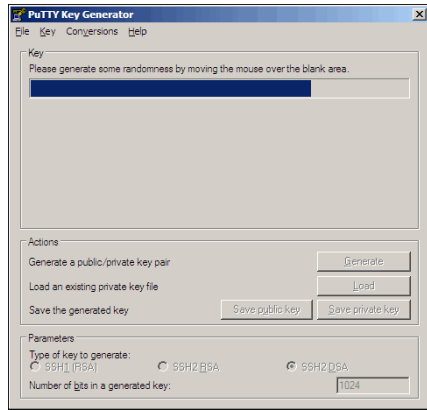 PuTTY Key Generator
File Key Conversions Help
Key
Please generate some randomness by moving the mouse over the blank area.
Actions
Generate a public/private key pair
Generate
Load an existing private key file
Load
Save the generated key
Save public key
Save private key
Parameters
Type of key to generate:
SSH1 (RSA) SSH2 RSA SSH2 DSA
Number of bits in a generated key:
1024